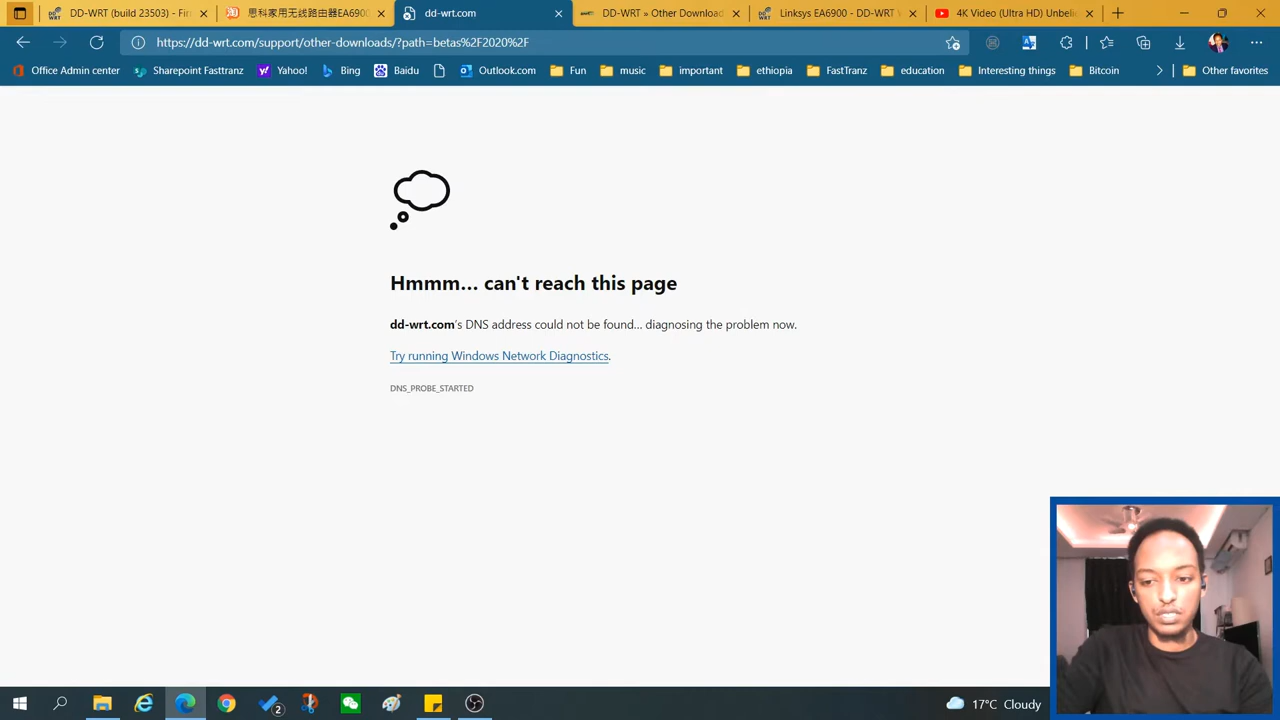 DD-WRT (build 23503) - Fir
思科家用无线路由器EA6900
dd-wrt.com
DD-WRT » Other Download
Linksys EA6900 - DD-WRT W
4K Video (Ultra HD) Unbelie
https://dd-wrt.com/support/other-downloads/?path=betas%2F2020%2F
Office Admin center
Sharepoint Fasttranz
Yahoo!
Bing
Baidu
Outlook.com
Fun
music
important
ethiopia
FastTranz
education
Interesting things
Bitcoin
Other favorites
Hmmm... can't reach this page
dd-wrt.com's DNS address could not be found... diagnosing the problem now.
Try running Windows Network Diagnostics.
DNS_PROBE_STARTED
2
17°C Cloudy